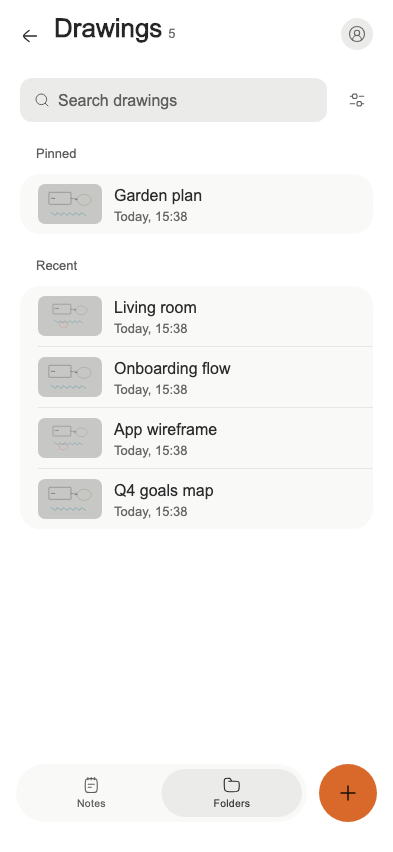 Drawings 5
Search drawings
Pinned
Garden plan
Today, 15:38
Recent
Living room
Today, 15:38
Onboarding flow
Today, 15:38
App wireframe
Today, 15:38
Q4 goals map
Today, 15:38
Notes
Folders